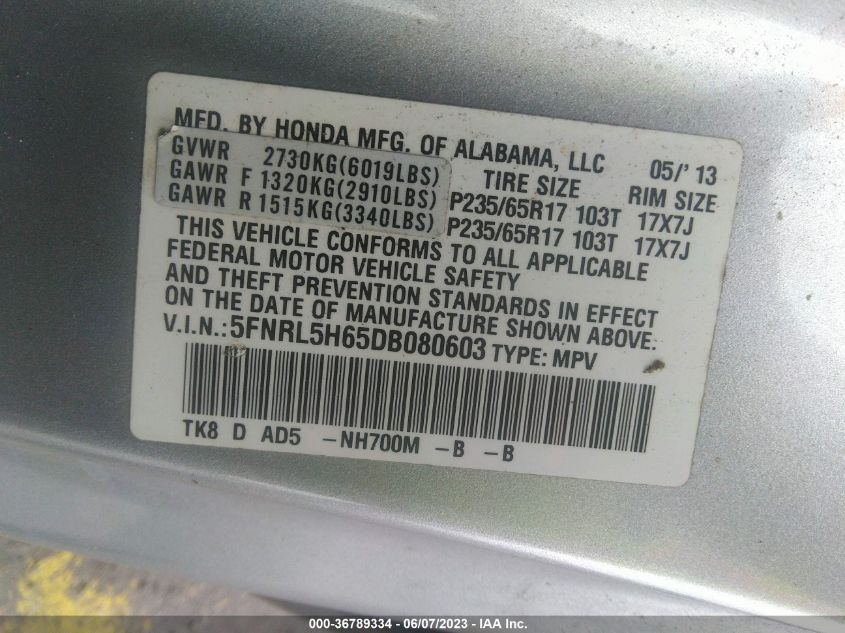 MFD. BY HONDA MFG. OF ALABAMA, LLC 05/' 13
GVWR 2730KG(6019LBS) TIRE SIZE RIM SIZE
GAWR F 1320KG(2910LBS) P235/65R17 103T 17X7J
GAWR R 1515KG(3340LBS) P235/65R17 103T 17X7J
THIS VEHICLE CONFORMS TO ALL APPLICABLE
FEDERAL MOTOR VEHICLE SAFETY
AND THEFT PREVENTION STANDARDS IN EFFECT
ON THE DATE OF MANUFACTURE SHOWN ABOVE:
V.I.N.: 5FNRL5H65DB080603 TYPE: MPV
TK8 D AD5 -NH700M -B -B
000-36789334 - 06/07/2023 - IAA Inc.